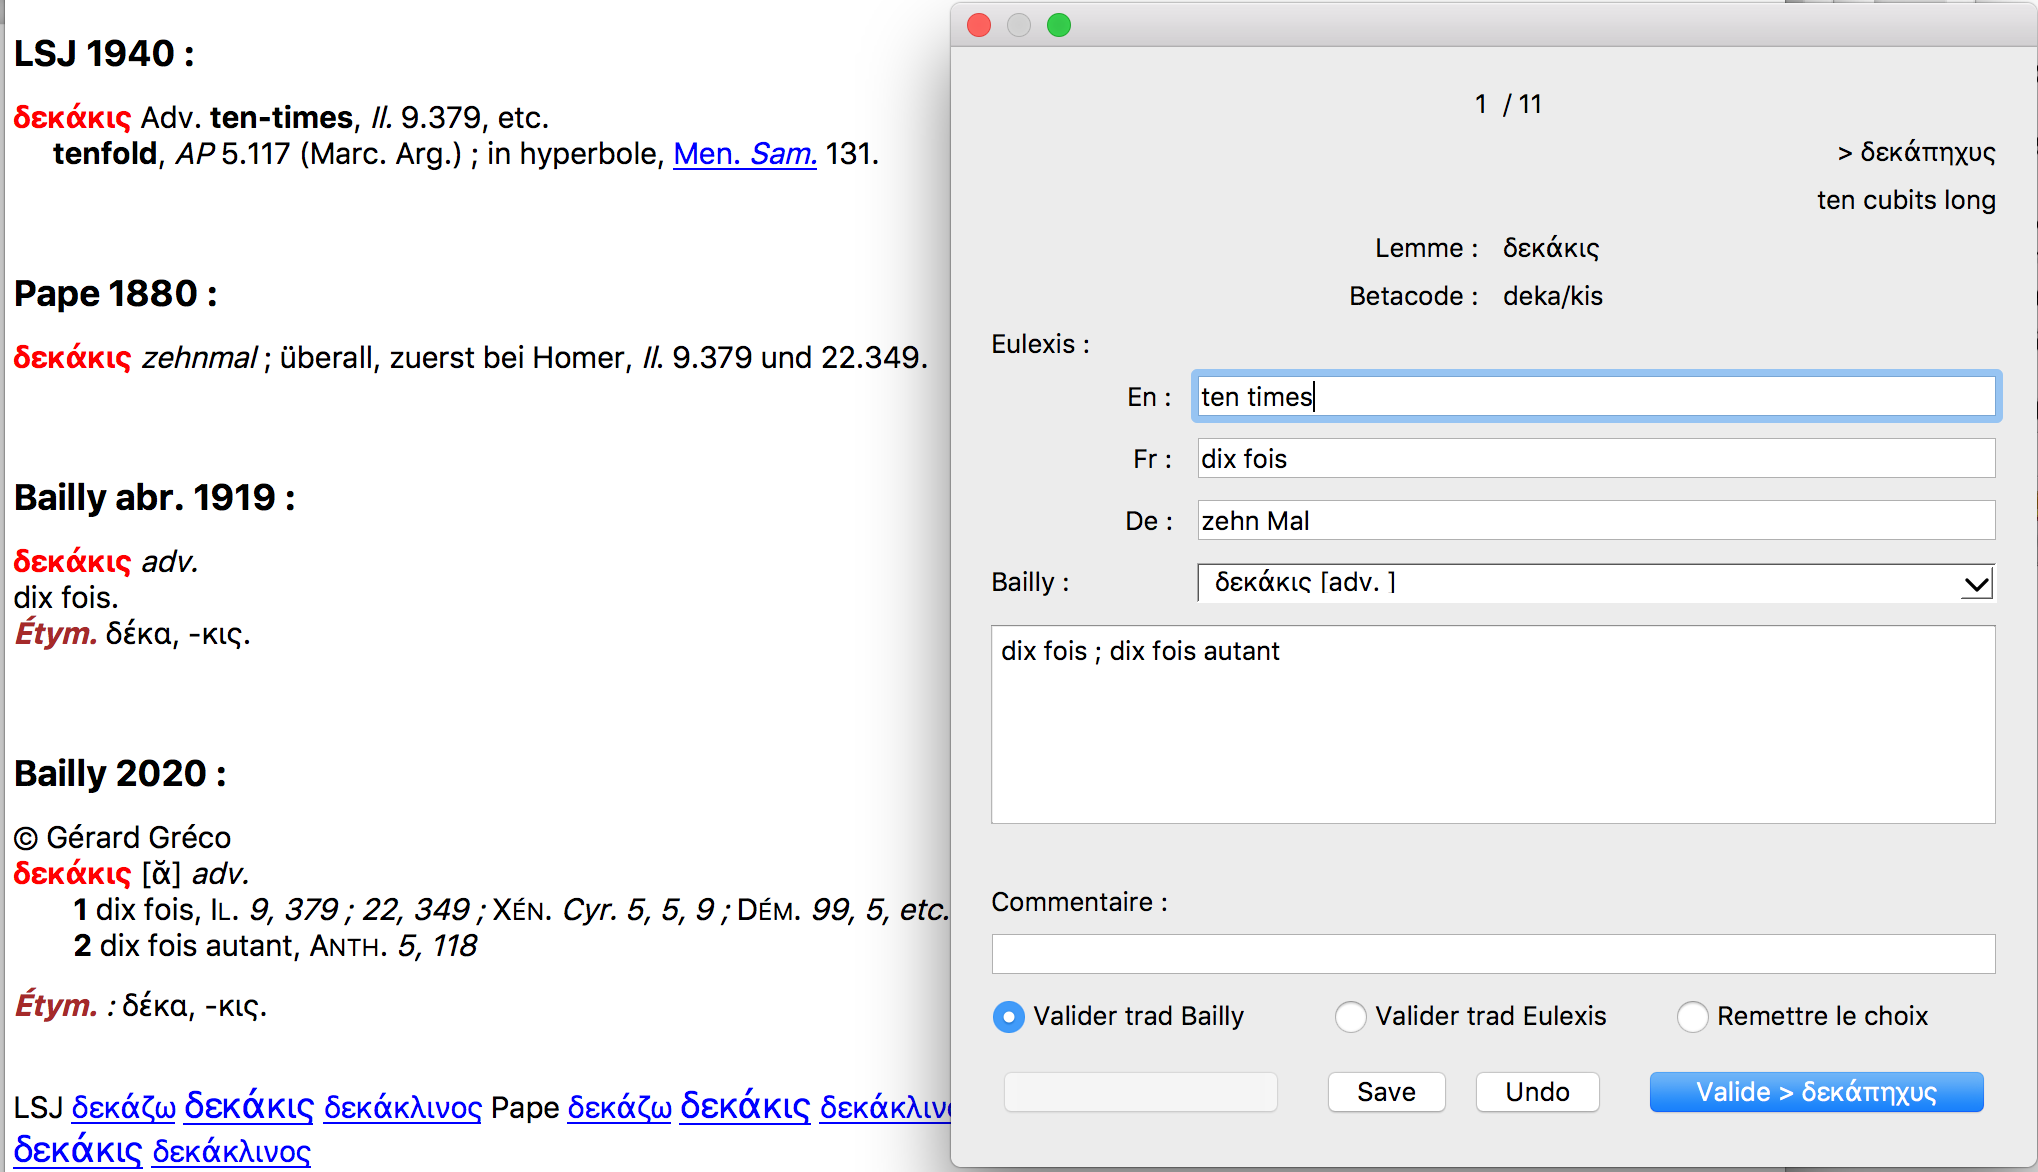 LSJ 1940 :
δεκάκις Adv. ten-times, Il. 9.379, etc.
tenfold, AP 5.117 (Marc. Arg.) ; in hyperbole, Men. Sam. 131.
Pape 1880 :
δεκάκις zehnmal ; überall, zuerst bei Homer, Il. 9.379 und 22.349.
Bailly abr. 1919 :
δεκάκις adv.
dix fois.
Étym. δέκα, -κις.
Bailly 2020 :
© Gérard Gréco
δεκάκις [ᾰ] adv.
1 dix fois, IL. 9, 379 ; 22, 349 ; XÉN. Cyr. 5, 5, 9 ; DÉM. 99, 5, etc.
2 dix fois autant, ANTH. 5, 118
Étym. : δέκα, -κις.
LSJ δεκάζω δεκάκις δεκάκλινος Pape δεκάζω δεκάκις
δεκάκις δεκάκλινος
1 / 11
> δεκάπηχυς
ten cubits long
Lemme : δεκάκις
Betacode : deka/kis
Eulexis :
En : ten times
Fr : dix fois
De : zehn Mal
Bailly : δεκάκις [adv. ]
dix fois ; dix fois autant
Commentaire :
Valider trad Bailly Valider trad Eulexis Remettre le choix
Save Undo Valide > δεκάπηχυς